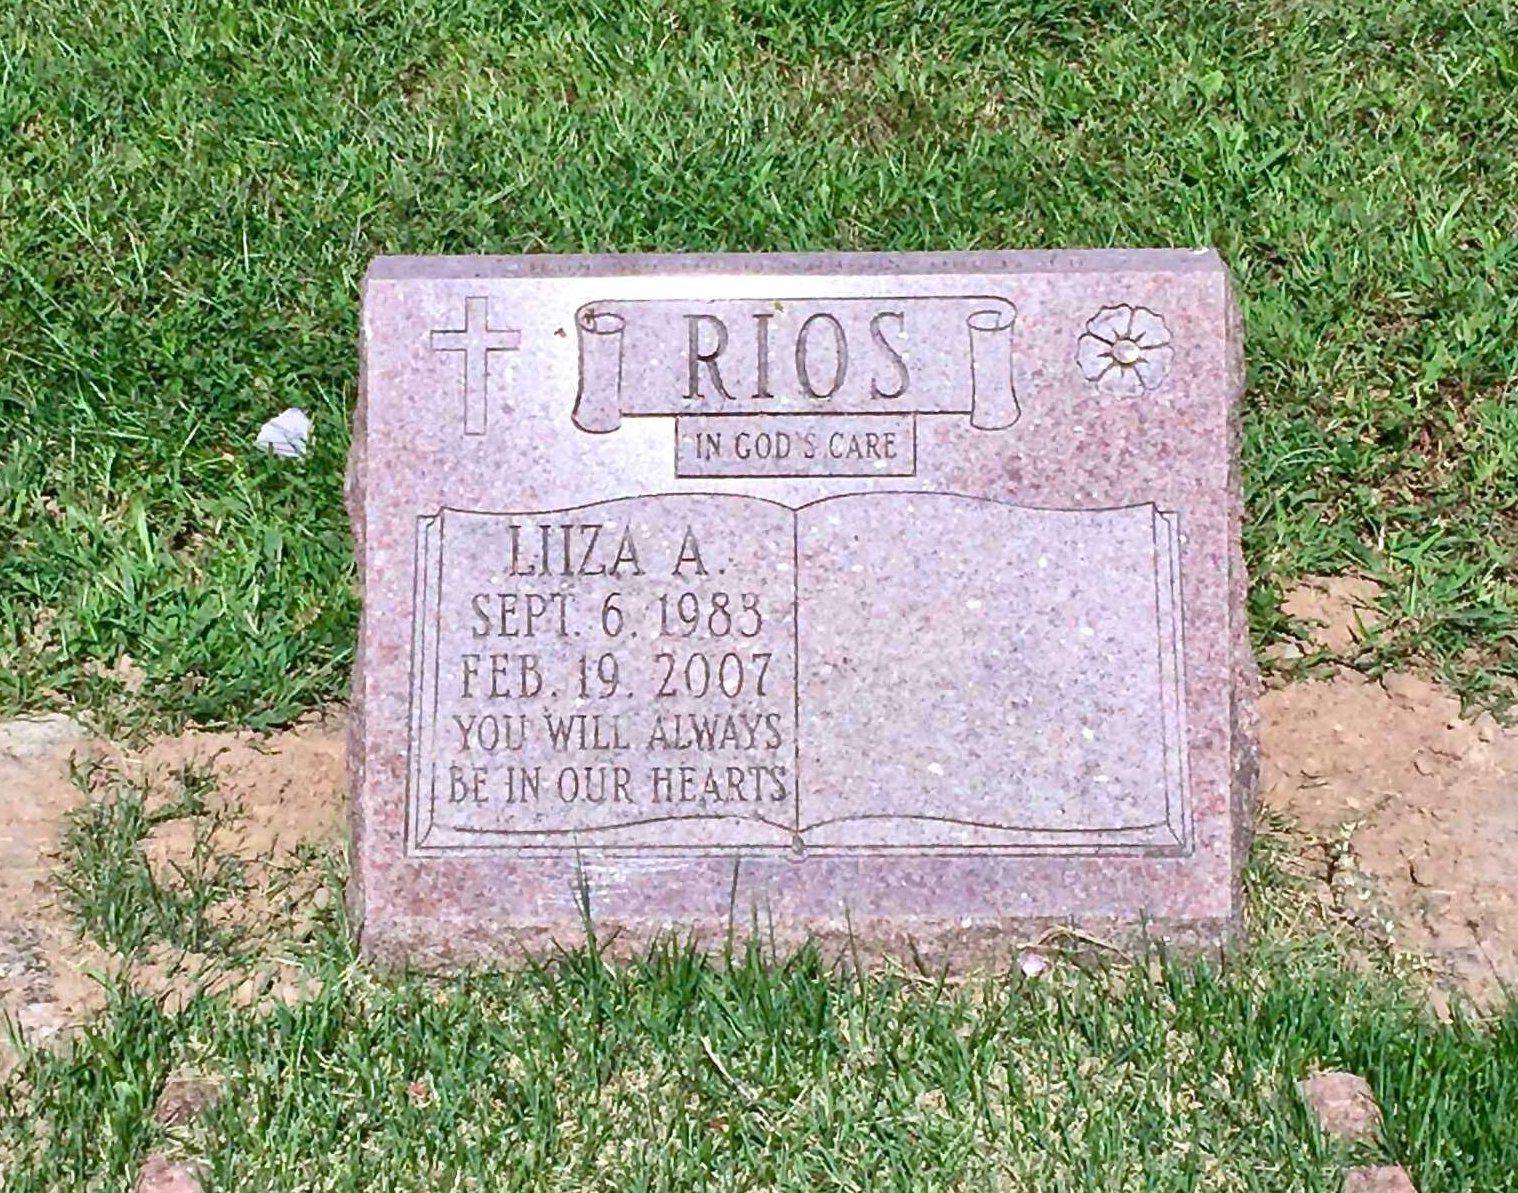 RIOS
IN GOD'S CARE
LIIZA A.
SEPT. 6. 1983
FEB. 19. 2007
YOU WILL ALWAYS
BE IN OUR HEARTS